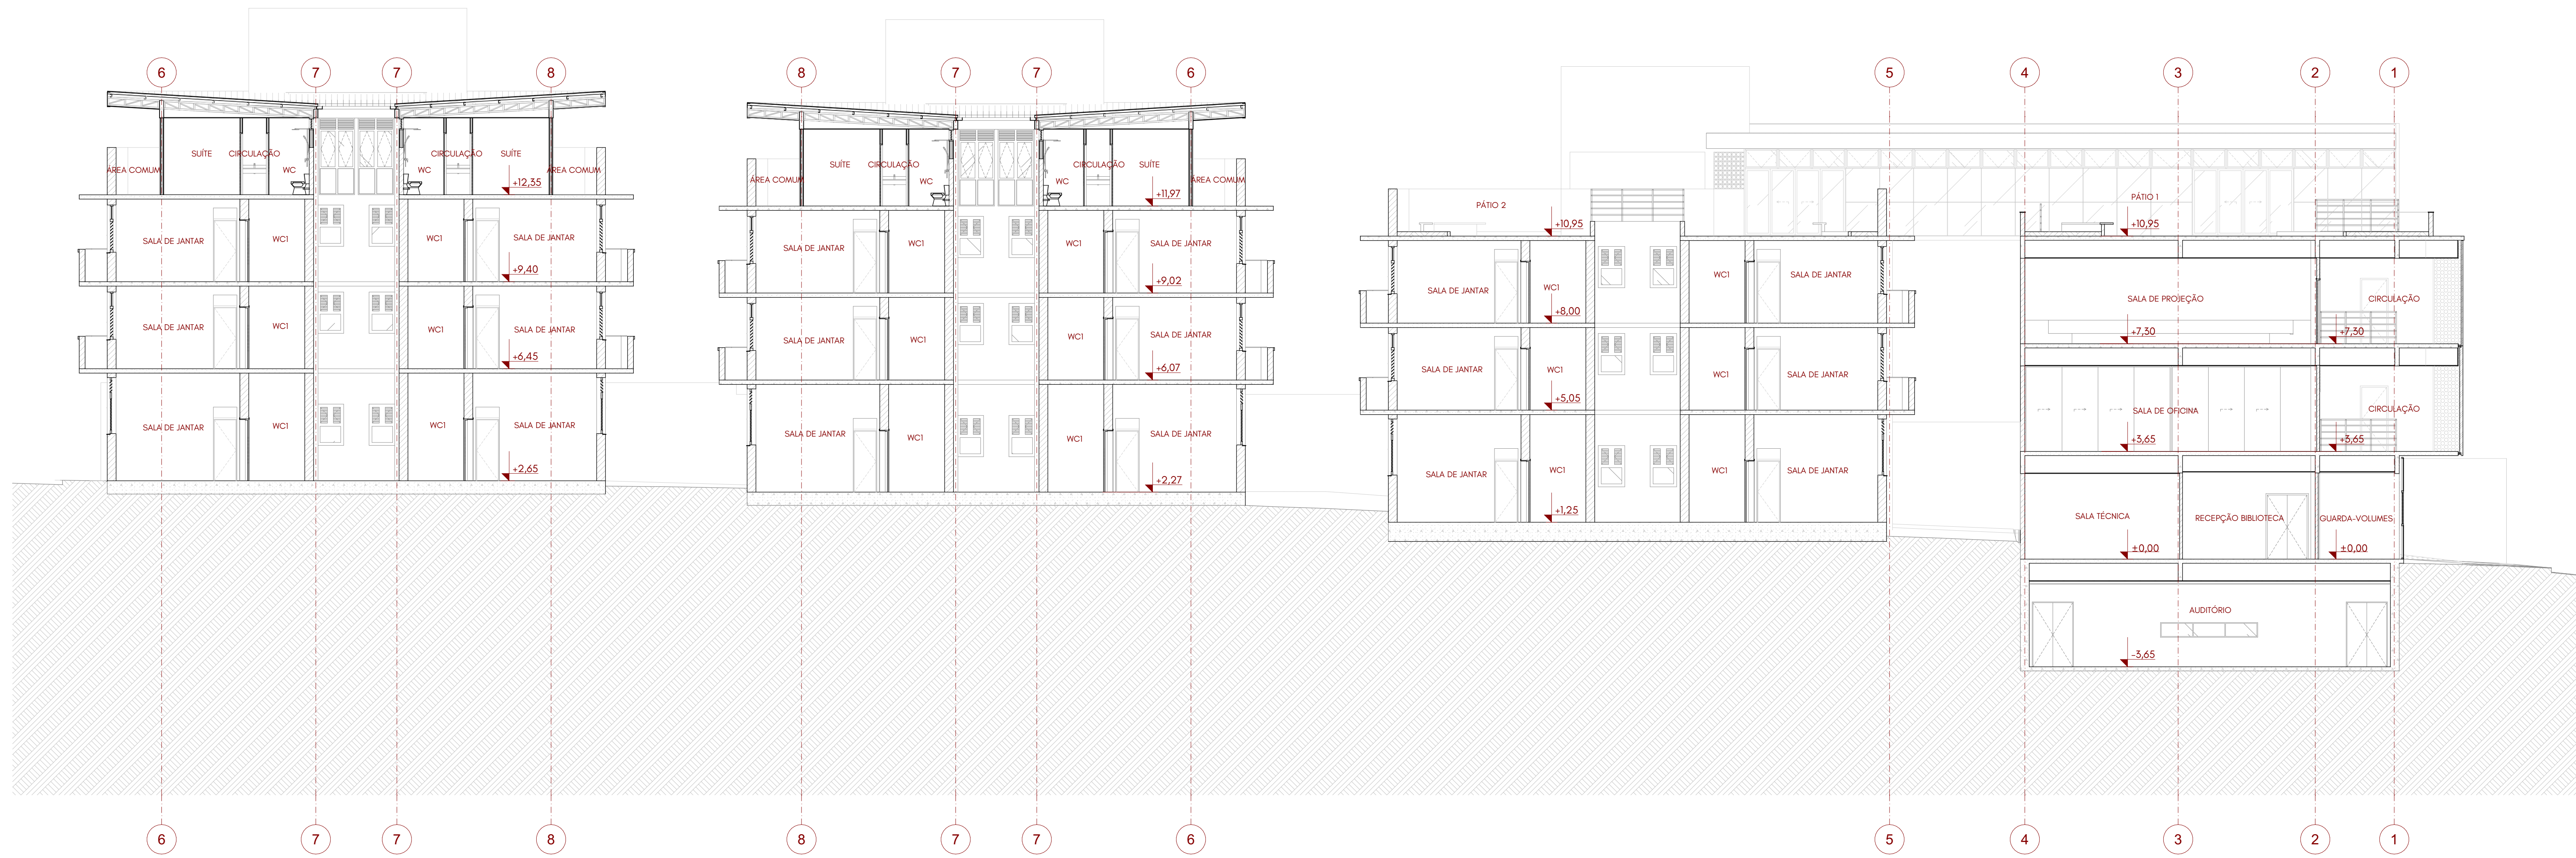 6 7 7 8 8 7 7 6 5 4 3 2 1
ÁREA COMUM
SUÍTE
CIRCULAÇÃO
WC
WC
CIRCULAÇÃO
SUÍTE
+12,35
ÁREA COMUM
SALA DE JANTAR
WC1
WC1
SALA DE JANTAR
+9,40
SALA DE JANTAR
WC1
WC1
SALA DE JANTAR
+6,45
SALA DE JANTAR
WC1
WC1
SALA DE JANTAR
+2,65
ÁREA COMUM
SUÍTE
CIRCULAÇÃO
WC
WC
CIRCULAÇÃO
SUÍTE
+11,97
ÁREA COMUM
SALA DE JANTAR
WC1
WC1
SALA DE JANTAR
+9,02
SALA DE JANTAR
WC1
WC1
SALA DE JANTAR
+6,07
SALA DE JANTAR
WC1
WC1
SALA DE JANTAR
+2,27
PÁTIO 2
+10,95
SALA DE JANTAR
WC1
+8,00
WC1
SALA DE JANTAR
SALA DE JANTAR
WC1
+5,05
WC1
SALA DE JANTAR
SALA DE JANTAR
WC1
+1,25
WC1
SALA DE JANTAR
PÁTIO 1
+10,95
SALA DE PROJEÇÃO
+7,30
CIRCULAÇÃO
+7,30
SALA DE OFICINA
+3,65
CIRCULAÇÃO
+3,65
SALA TÉCNICA
±0,00
RECEPÇÃO BIBLIOTECA
GUARDA-VOLUMES
±0,00
AUDITÓRIO
-3,65
6 7 7 8 8 7 7 6 5 4 3 2 1